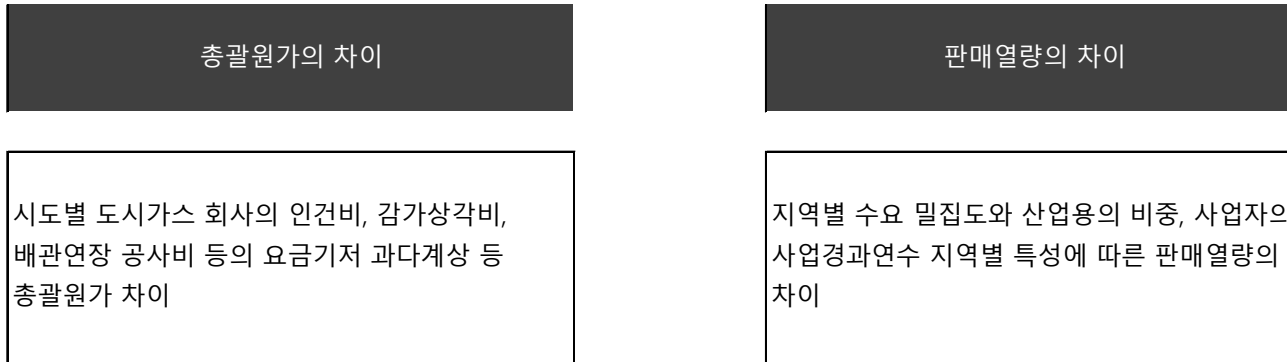 총괄원가의 차이
시도별 도시가스 회사의 인건비, 감가상각비,
배관연장 공사비 등의 요금기저 과다계상 등
총괄원가 차이
판매열량의 차이
지역별 수요 밀집도와 산업용의 비중, 사업자의
사업경과연수 지역별 특성에 따른 판매열량의
차이